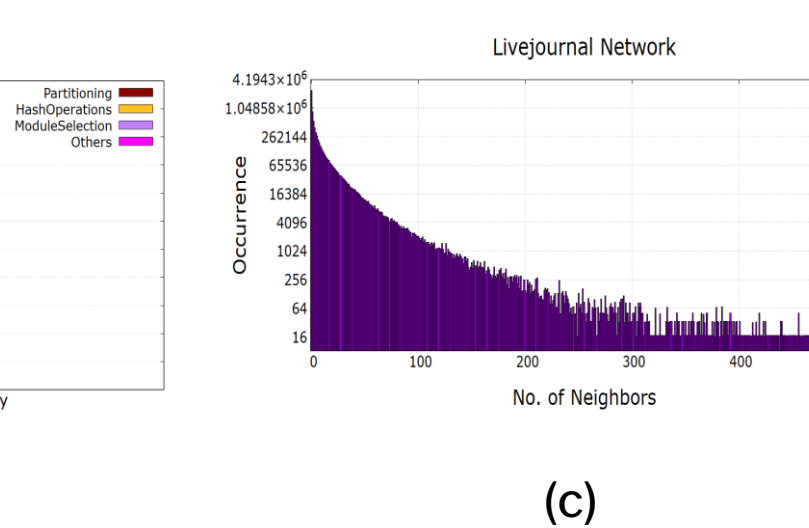 Partitioning
HashOperations
ModuleSelection
Others
y
Livejournal Network
Occurrence
4.1943×10⁶
1.04858×10⁶
262144
65536
16384
4096
1024
256
64
16
0 100 200 300 400
No. of Neighbors
(c)